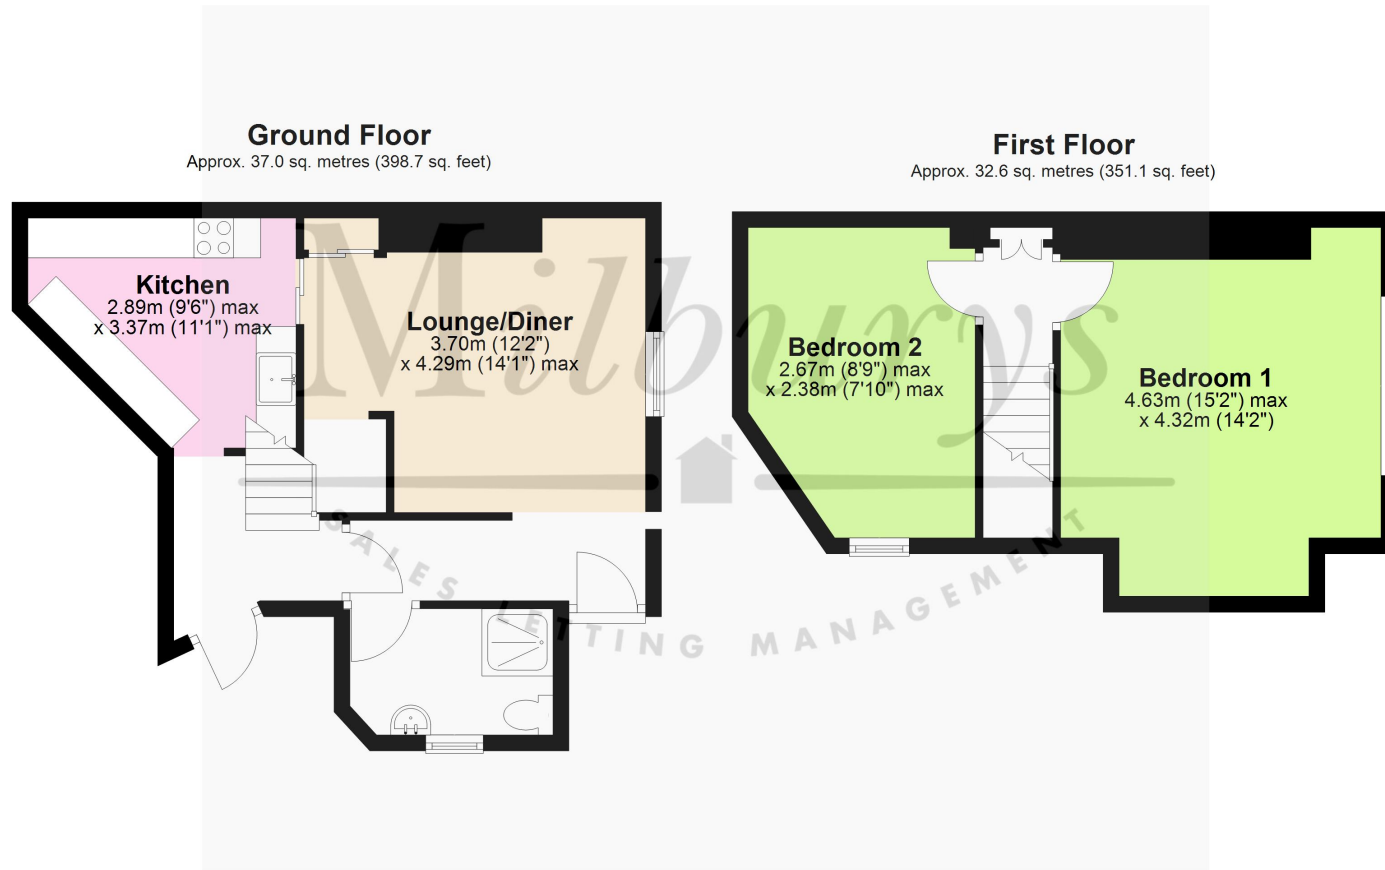 Ground Floor
Approx. 37.0 sq. metres (398.7 sq. feet)
First Floor
Approx. 32.6 sq. metres (351.1 sq. feet)
Kitchen
2.89m (9'6") max
x 3.37m (11'1") max
Lounge/Diner
3.70m (12'2")
x 4.29m (14'1") max
Bedroom 2
2.67m (8'9") max
x 2.38m (7'10") max
Bedroom 1
4.63m (15'2") max
x 4.32m (14'2")
Milburys
SALES LETTING MANAGEMENT